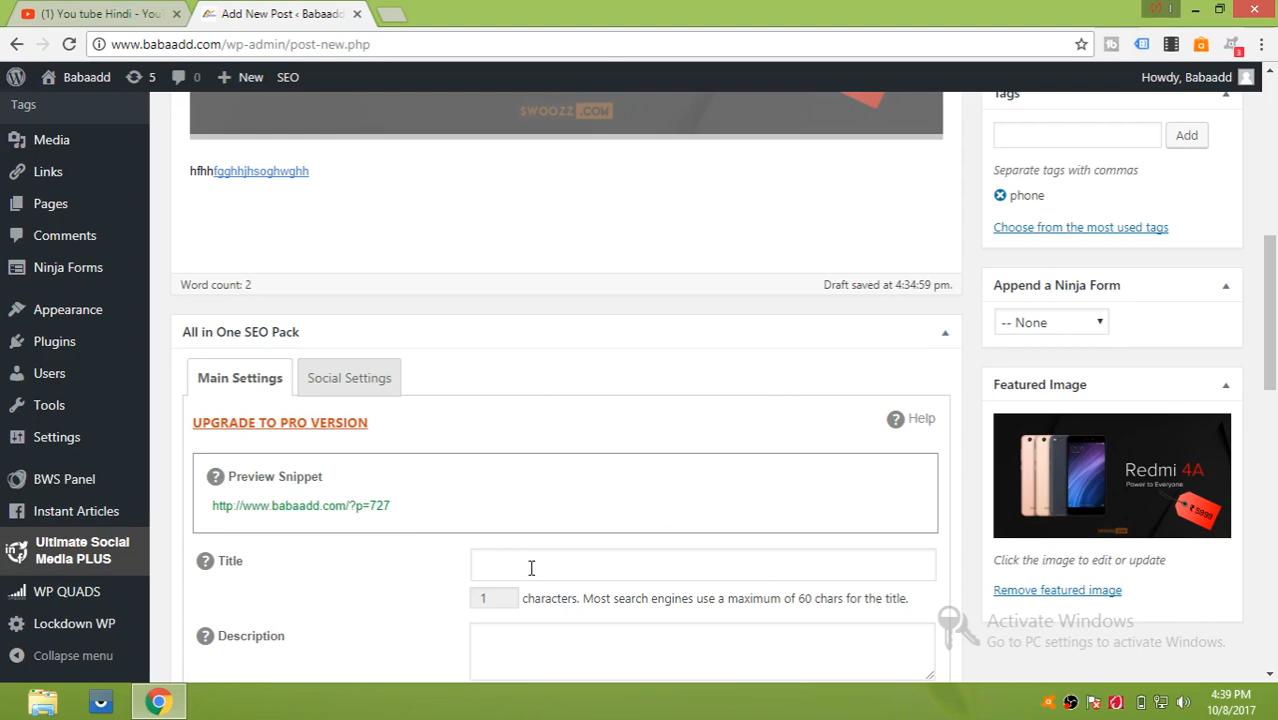 (1) You tube Hindi - You
Add New Post ‹ Babaadd
www.babaadd.com/wp-admin/post-new.php
3
Babaadd 5 0 New SEO Howdy, Babaadd
Tags
Media
Links
Pages
Comments
Ninja Forms
Appearance
Plugins
Users
Tools
Settings
BWS Panel
Instant Articles
Ultimate Social
Media PLUS
WP QUADS
Lockdown WP
Collapse menu
SWOOZZ .COM
hfhhfgghhjhsoghwghh
Word count: 2 Draft saved at 4:34:59 pm.
All in One SEO Pack
Main Settings Social Settings
UPGRADE TO PRO VERSION
? Help
? Preview Snippet
http://www.babaadd.com/?p=727
? Title
1 characters. Most search engines use a maximum of 60 chars for the title.
? Description
Tags
Add
Separate tags with commas
phone
Choose from the most used tags
Append a Ninja Form
-- None
Featured Image
Redmi 4A
Power to Everyone
₹5999
Click the image to edit or update
Remove featured image
Activate Windows
Go to PC settings to activate Windows.
4:39 PM
10/8/2017